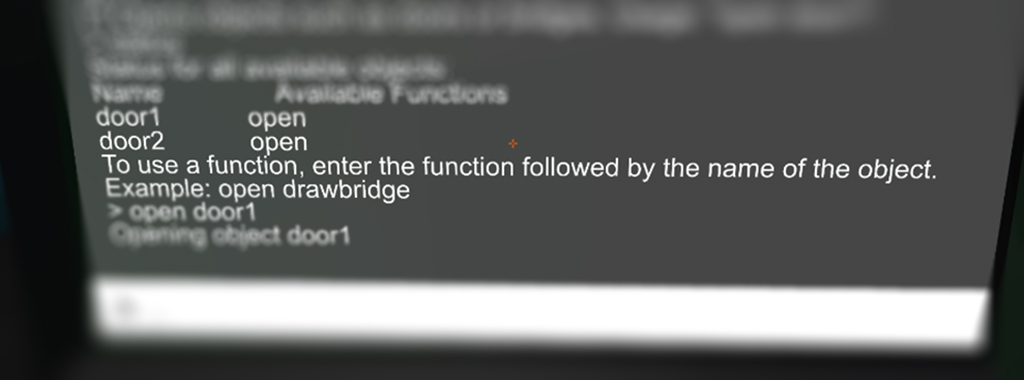 Status for all available objects:
Name Available Functions
door1 open
door2 open
To use a function, enter the function followed by the name of the object.
Example: open drawbridge
> open door1
Opening object door1